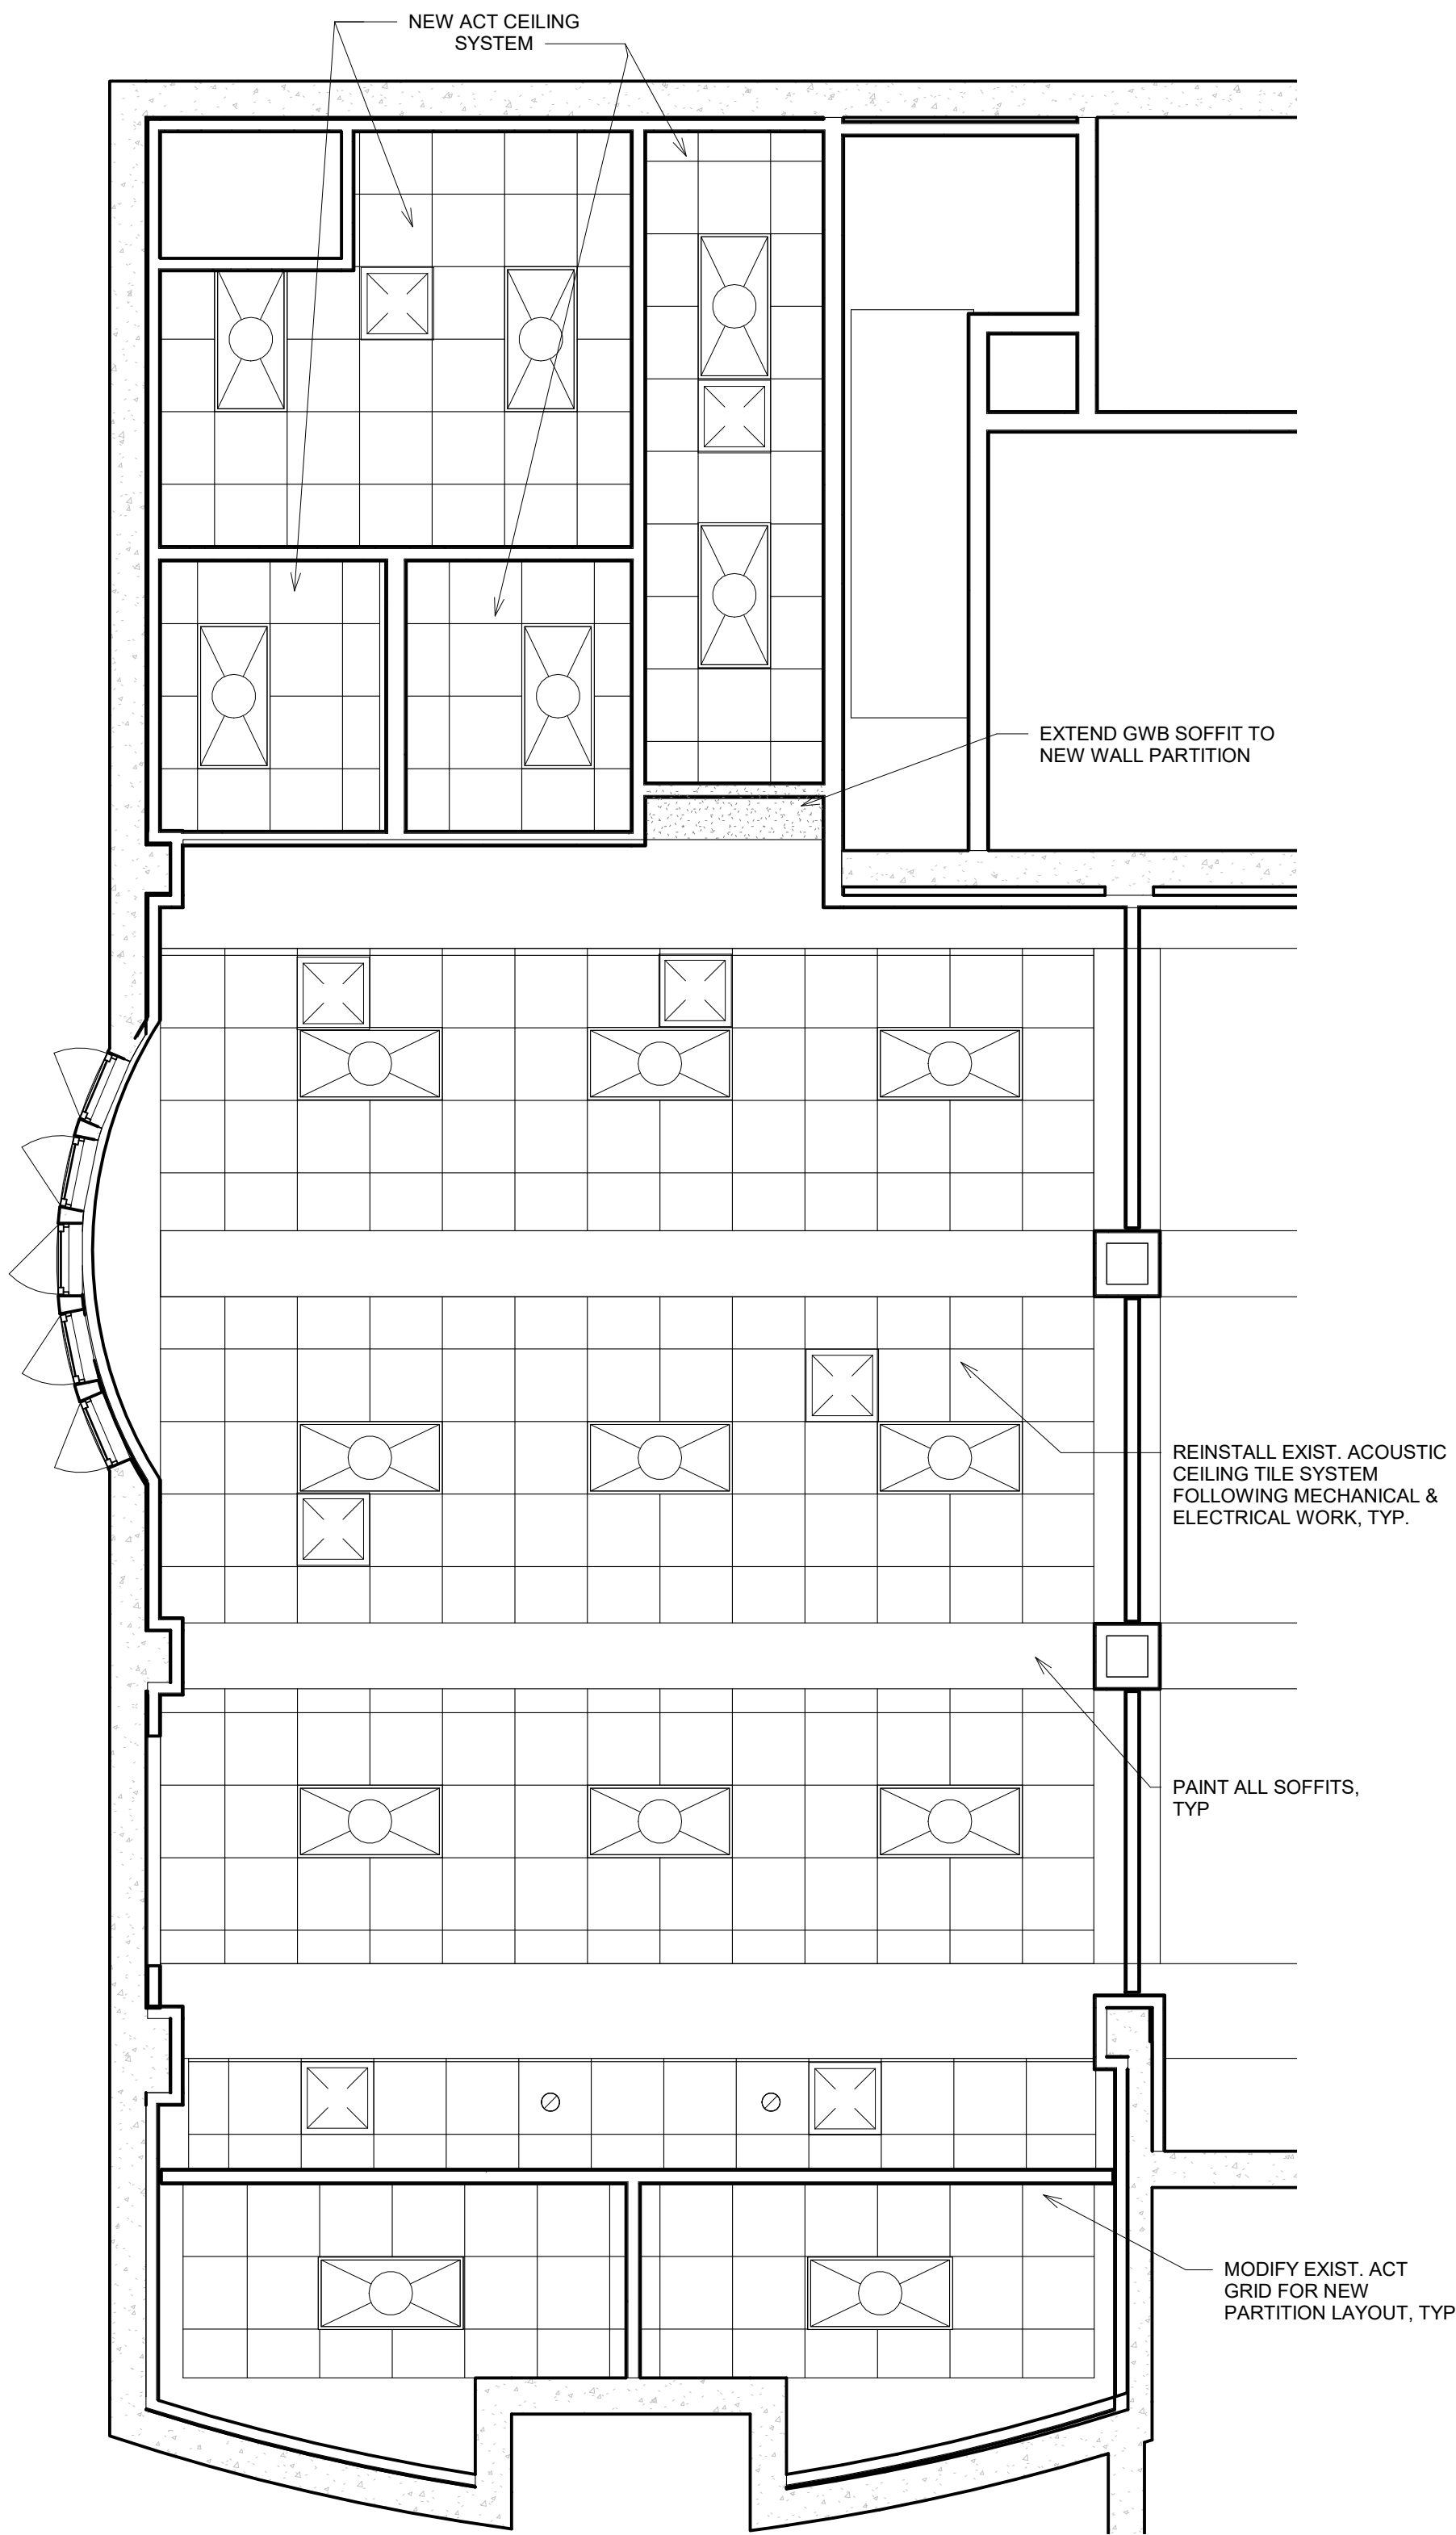 NEW ACT CEILING
SYSTEM
EXTEND GWB SOFFIT TO
NEW WALL PARTITION
REINSTALL EXIST. ACOUSTIC
CEILING TILE SYSTEM
FOLLOWING MECHANICAL &
ELECTRICAL WORK, TYP.
PAINT ALL SOFFITS,
TYP
MODIFY EXIST. ACT
GRID FOR NEW
PARTITION LAYOUT, TYP